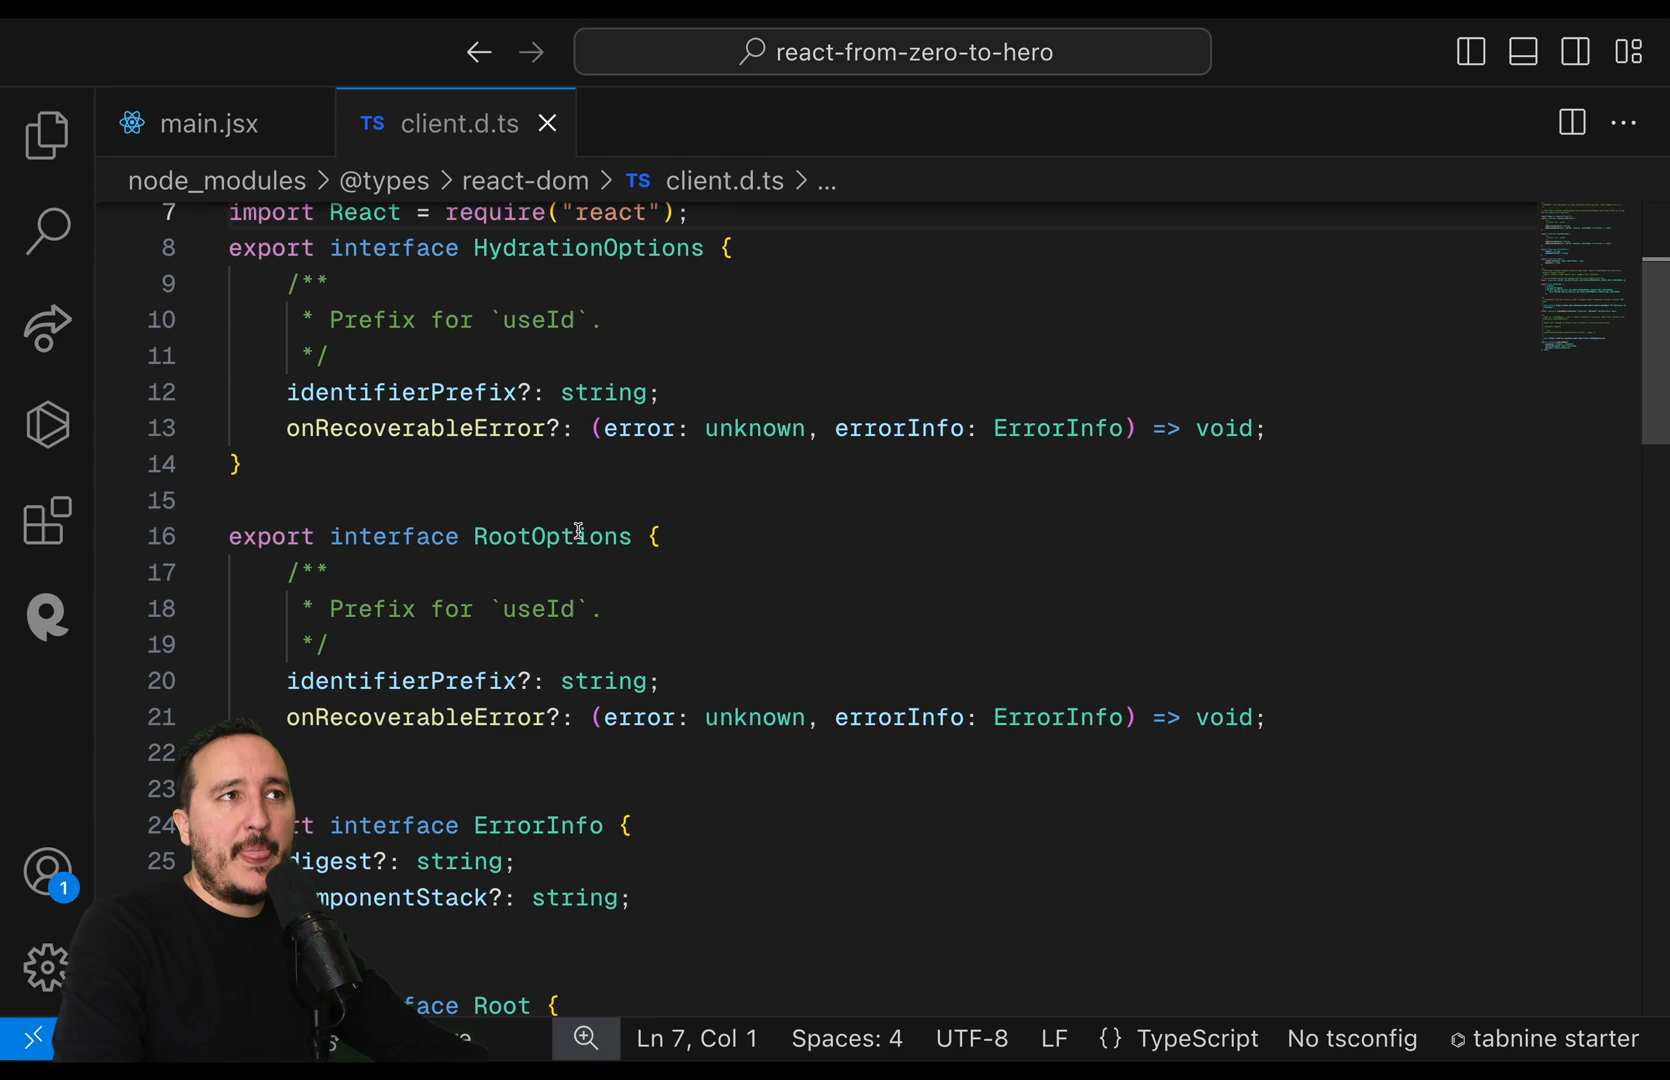 react-from-zero-to-hero
main.jsx
TS client.d.ts
node_modules > @types > react-dom > TS client.d.ts > ...
7 import React = require("react");
8 export interface HydrationOptions {
9 /**
10 * Prefix for `useId`.
11 */
12 identifierPrefix?: string;
13 onRecoverableError?: (error: unknown, errorInfo: ErrorInfo) => void;
14 }
15
16 export interface RootOptions {
17 /**
18 * Prefix for `useId`.
19 */
20 identifierPrefix?: string;
21 onRecoverableError?: (error: unknown, errorInfo: ErrorInfo) => void;
22
23
24 rt interface ErrorInfo {
25 digest?: string;
mponentStack?: string;
face Root {
1
Ln 7, Col 1 Spaces: 4 UTF-8 LF {} TypeScript No tsconfig tabnine starter